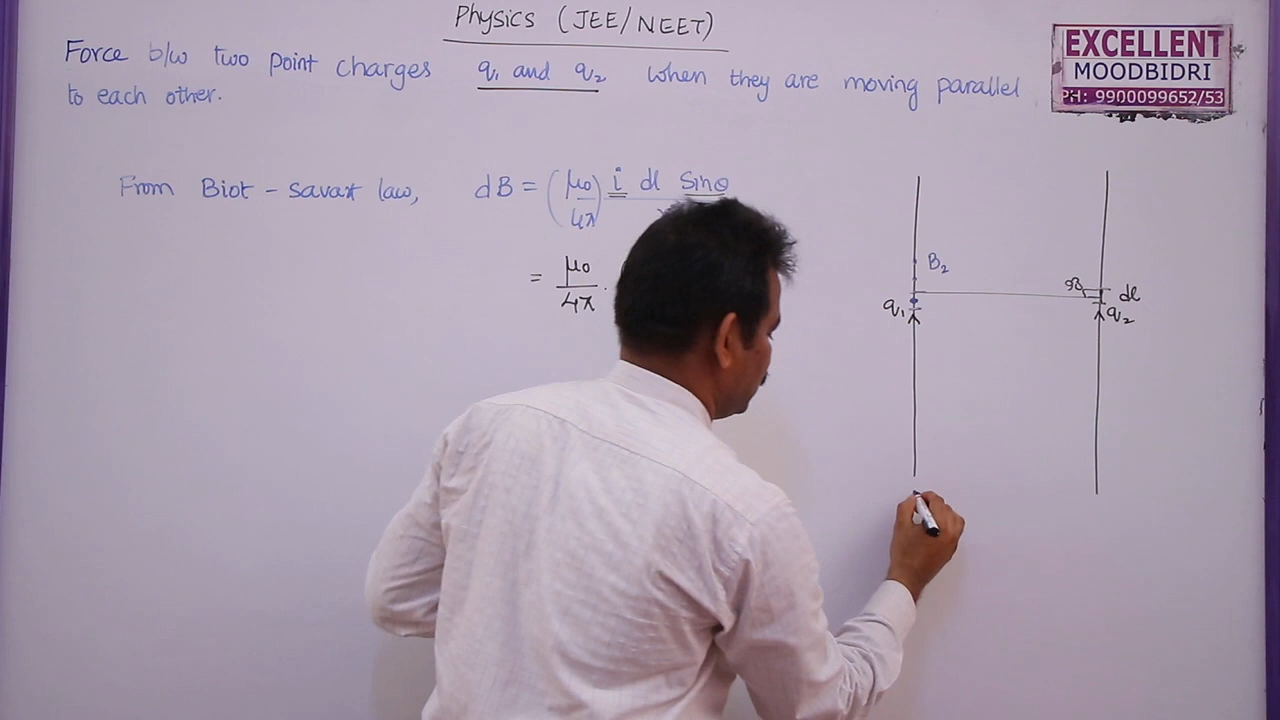 Physics (JEE/NEET)
Force b/w two point charges q₁ and q₂ when they are moving parallel
to each other.
EXCELLENT
MOODBIDRI
PH: 9900099652/53
From Biot - Savart law, dB = (μ₀/4π) i dl Sinθ
= μ₀/4π .
B₂
q₁
dl
q₂